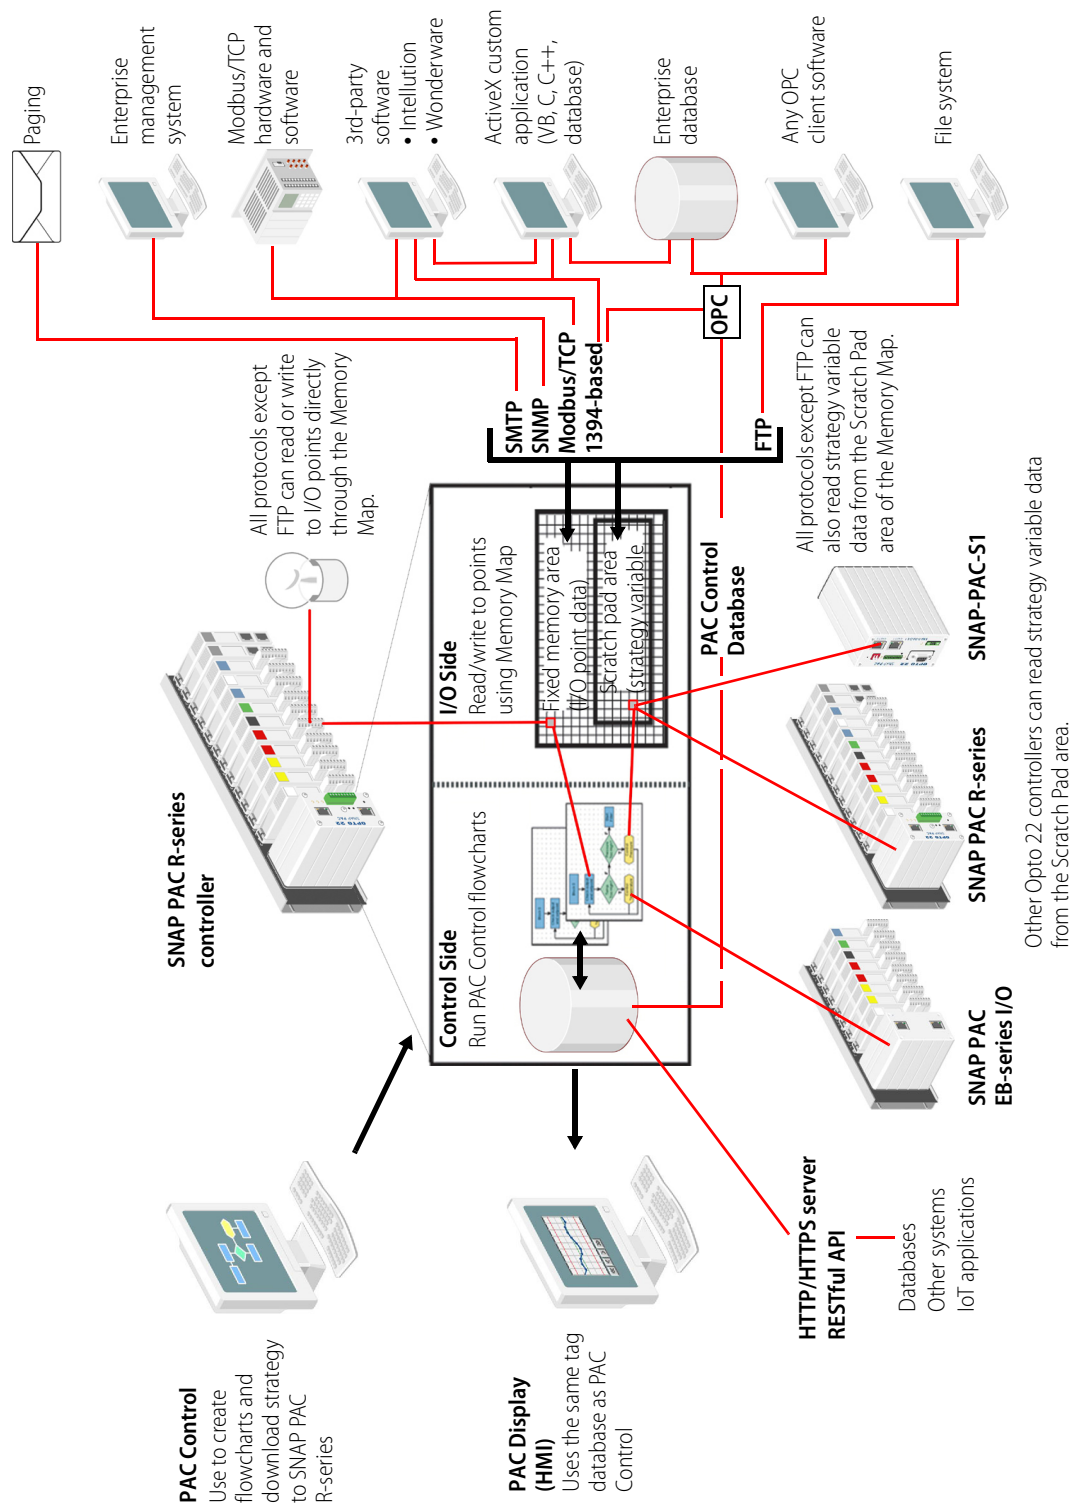 PAC Control
Use to create
flowcharts and
download strategy
to SNAP PAC
R-series
PAC Display
(HMI)
Uses the same tag
database as PAC
Control
SNAP PAC R-series
controller
All protocols except
FTP can read or write
to I/O points directly
through the Memory
Map.
Control Side
Run PAC Control flowcharts
I/O Side
Read/write to points
using Memory Map
Fixed memory area
(I/O point data)
Scratch pad area
(strategy variable
PAC Control
Database
SMTP
SNMP
Modbus/TCP
1394-based
FTP
OPC
Paging
Enterprise
management
system
Modbus/TCP
hardware and
software
3rd-party
software
• Intellution
• Wonderware
ActiveX custom
application
(VB, C, C++,
database)
Enterprise
database
Any OPC
client software
File system
All protocols except FTP can
also read strategy variable
data from the Scratch Pad
area of the Memory Map.
HTTP/HTTPS server
RESTful API
Databases
Other systems
IoT applications
SNAP PAC
EB-series I/O
SNAP PAC R-series
SNAP-PAC-S1
OPTO 22
OPTO 22
OPTO 22
Other Opto 22 controllers can read strategy variable data
from the Scratch Pad area.